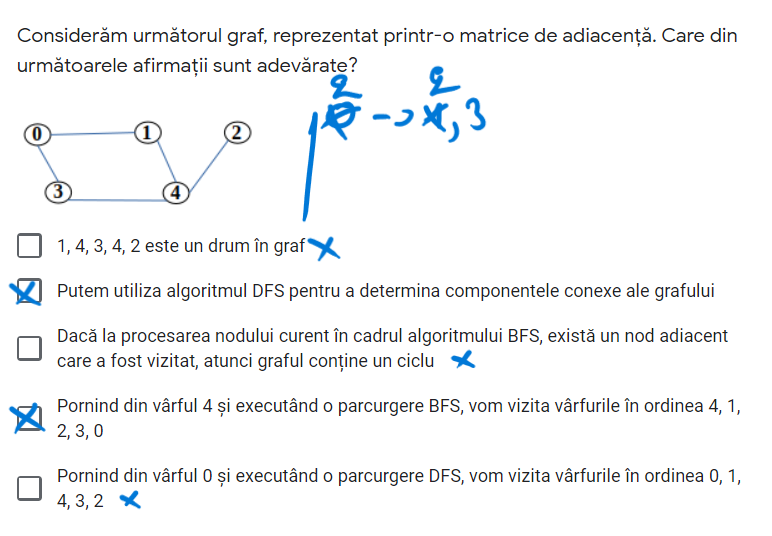 Considerăm următorul graf, reprezentat printr-o matrice de adiacență. Care din
următoarele afirmații sunt adevărate?
2 2
0 1 2 -> , 3
3 4
1, 4, 3, 4, 2 este un drum în graf
Putem utiliza algoritmul DFS pentru a determina componentele conexe ale grafului
Dacă la procesarea nodului curent în cadrul algoritmului BFS, există un nod adiacent
care a fost vizitat, atunci graful conține un ciclu
Pornind din vârful 4 și executând o parcurgere BFS, vom vizita vârfurile în ordinea 4, 1,
2, 3, 0
Pornind din vârful 0 și executând o parcurgere DFS, vom vizita vârfurile în ordinea 0, 1,
4, 3, 2